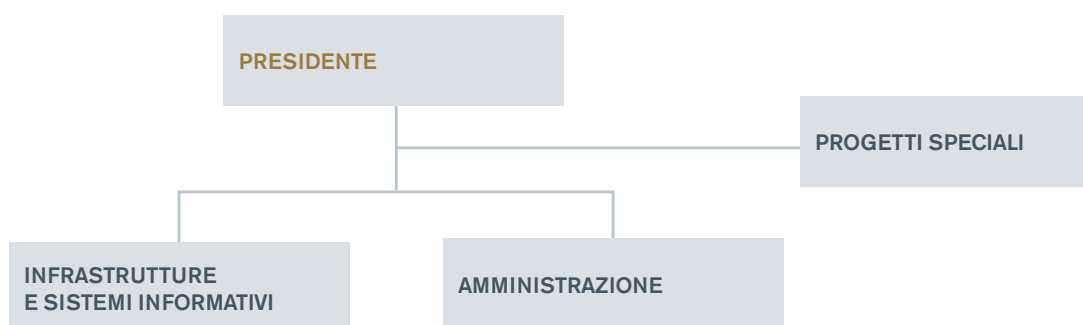 PRESIDENTE
PROGETTI SPECIALI
INFRASTRUTTURE
E SISTEMI INFORMATIVI
AMMINISTRAZIONE